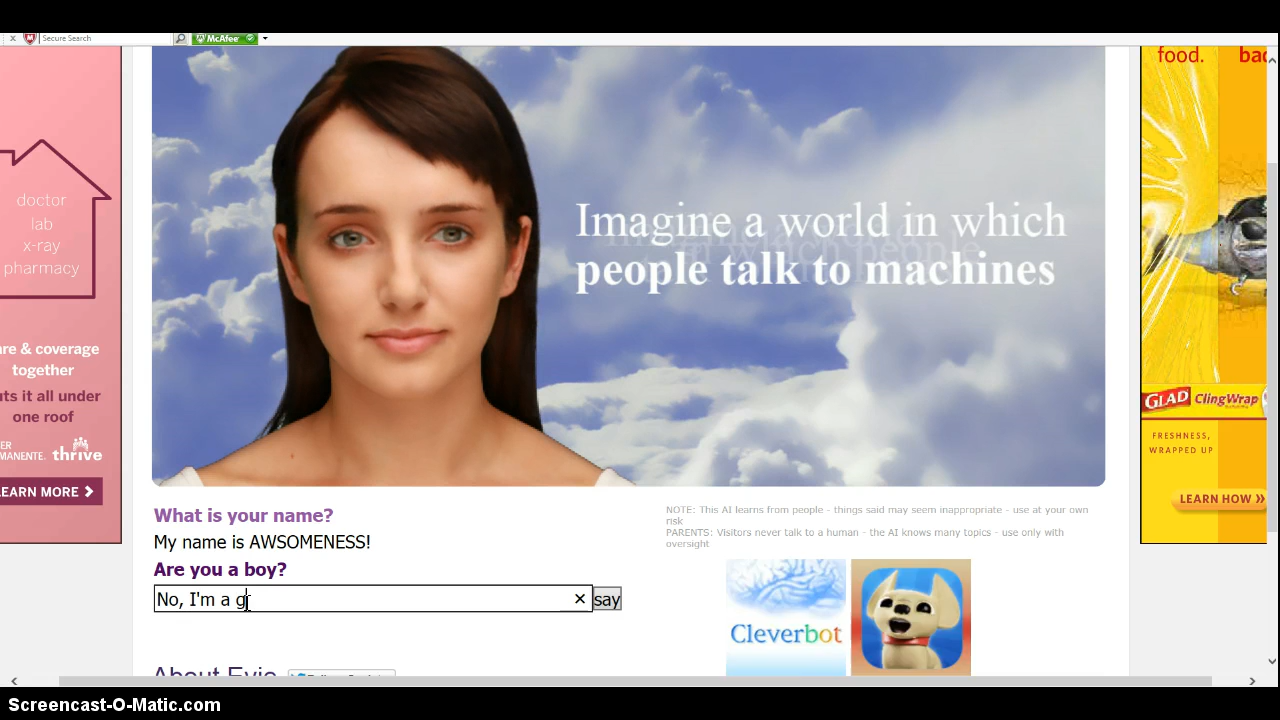 Secure Search
McAfee
doctor
lab
x-ray
pharmacy
re & coverage
together
uts it all under
one roof
thrive
LEARN MORE
Imagine a world in which
people talk to machines
What is your name?
My name is AWSOMENESS!
Are you a boy?
No, I'm a g
say
NOTE: This AI learns from people - things said may seem inappropriate - use at your own
risk
PARENTS: Visitors never talk to a human - the AI knows many topics - use only with
oversight
Cleverbot
About Evie
food.
GLAD ClingWrap
FRESHNESS,
WRAPPED UP
LEARN HOW
Screencast-O-Matic.com